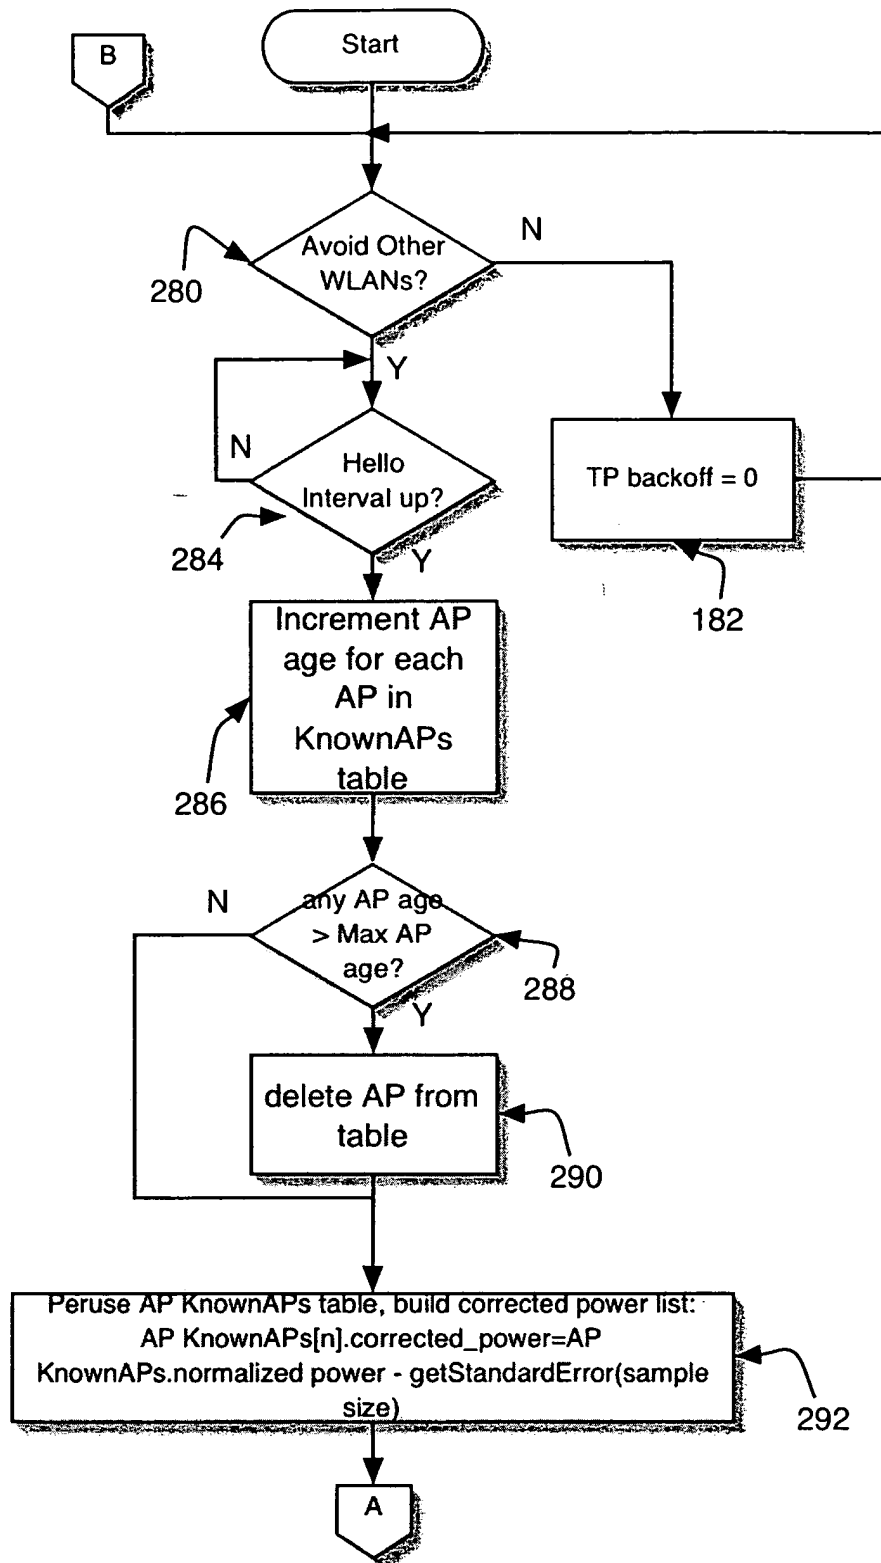 B
Start
Avoid Other
WLANs?
N
280
Y
N
Hello
Interval up?
TP backoff = 0
284
Y
182
Increment AP
age for each
AP in
KnownAPs
table
286
N
any AP age
> Max AP
age?
288
Y
delete AP from
table
290
Peruse AP KnownAPs table, build corrected power list:
AP KnownAPs[n].corrected_power=AP
KnownAPs.normalized power - getStandardError(sample
size)
292
A